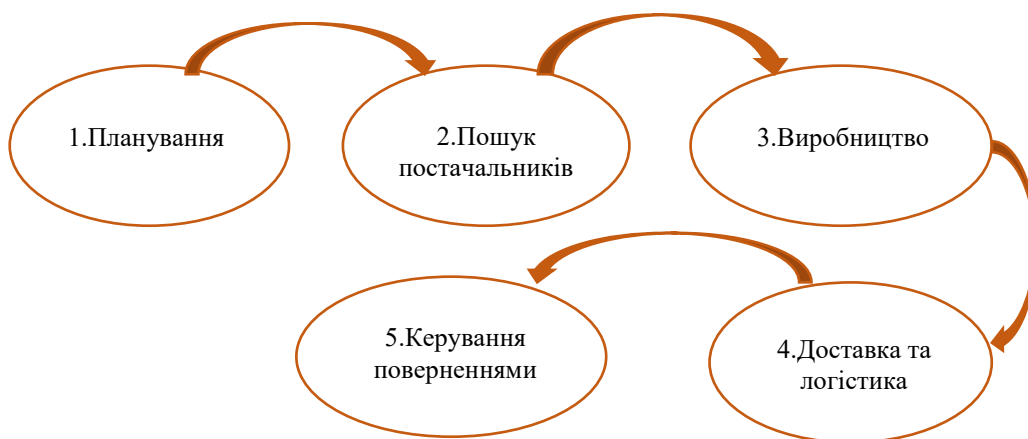 1.Планування
2.Пошук
постачальників
3.Виробництво
4.Доставка та
логістика
5.Керування
поверненнями